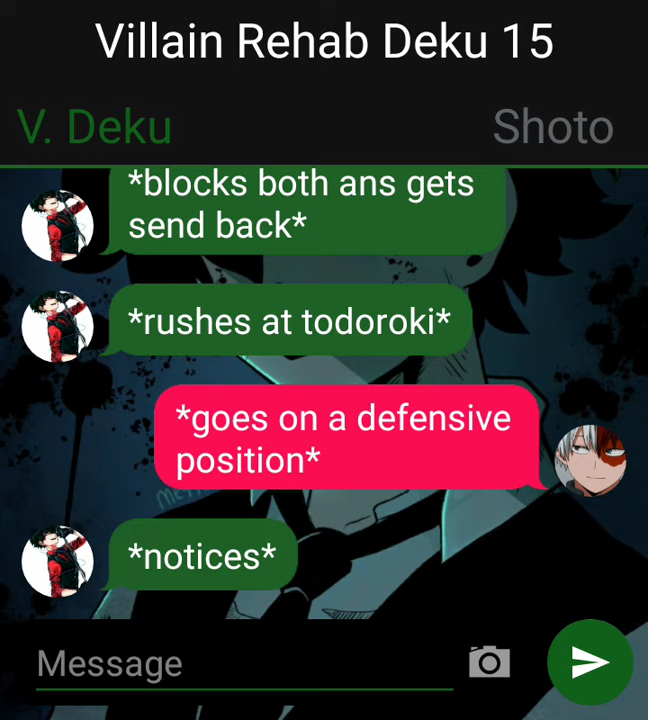 Villain Rehab Deku 15
V. Deku
Shoto
*blocks both ans gets
send back*
*rushes at todoroki*
*goes on a defensive
position*
*notices*
Message